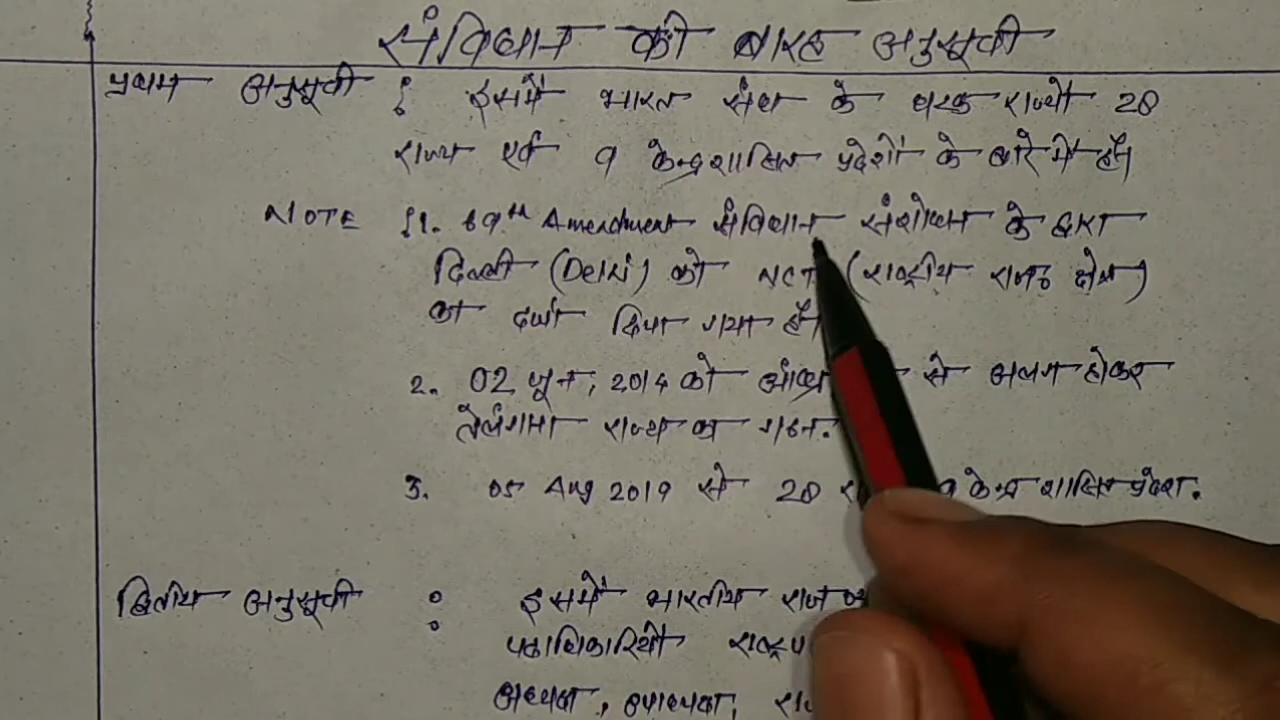 संविधान की बारह अनुसूची
प्रथम अनुसूची : इसमें भारत संघ के घटक राज्यों 28
राज्य एवं 9 केन्द्रशासित प्रदेशों के बारे में हैं।
NOTE :1. 69th Amendment संविधान संशोधन के द्वारा
दिल्ली (Delhi) को NCT (राष्ट्रीय राजधानी क्षेत्र)
का दर्जा दिया गया हैं।
2. 02 जून, 2014 को आंध्र से अलग होकर
तेलंगाना राज्य का गठन.
3. 05 Aug 2019 से 28 9 केन्द्र शासित प्रदेश.
द्वितीय अनुसूची : इसमें भारतीय राज
पदाधिकारियों
अध्यक्ष, उपाध्यक्ष,